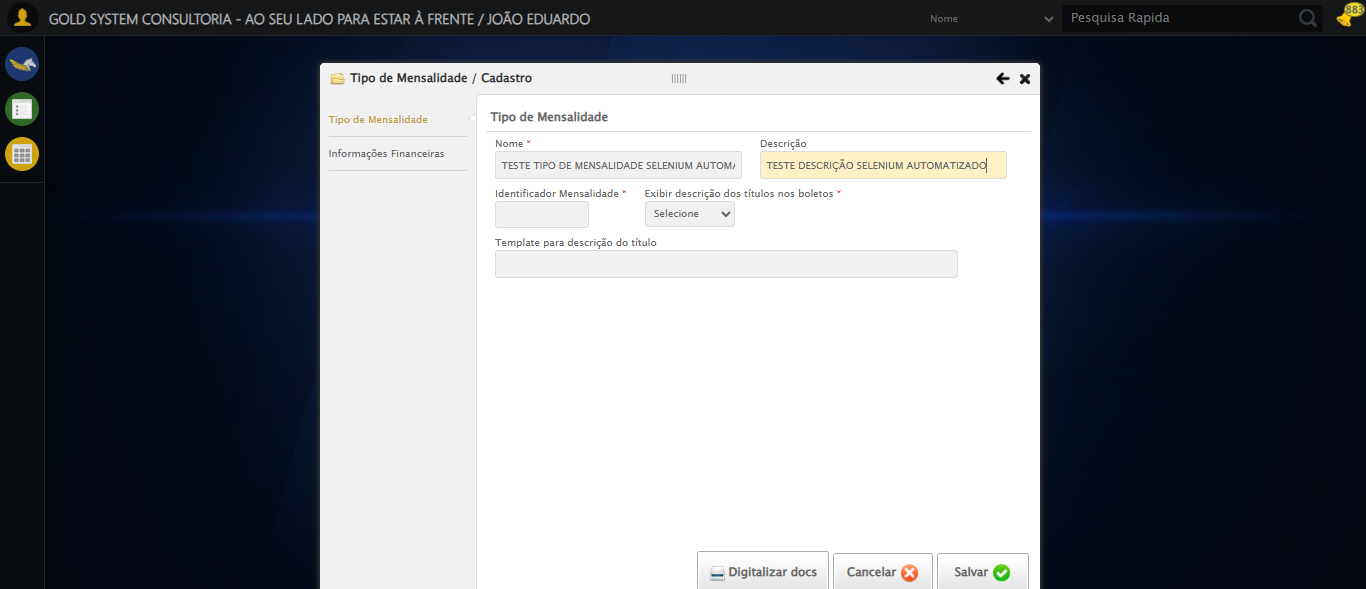 GOLD SYSTEM CONSULTORIA - AO SEU LADO PARA ESTAR À FRENTE / JOÃO EDUARDO
Nome
Pesquisa Rapida
883
Tipo de Mensalidade / Cadastro
Tipo de Mensalidade
Informações Financeiras
Tipo de Mensalidade
Nome *
Descrição
TESTE TIPO DE MENSALIDADE SELENIUM AUTOMA
TESTE DESCRIÇÃO SELENIUM AUTOMATIZADO
Identificador Mensalidade *
Exibir descrição dos títulos nos boletos *
Selecione
Template para descrição do título
Digitalizar docs
Cancelar
Salvar